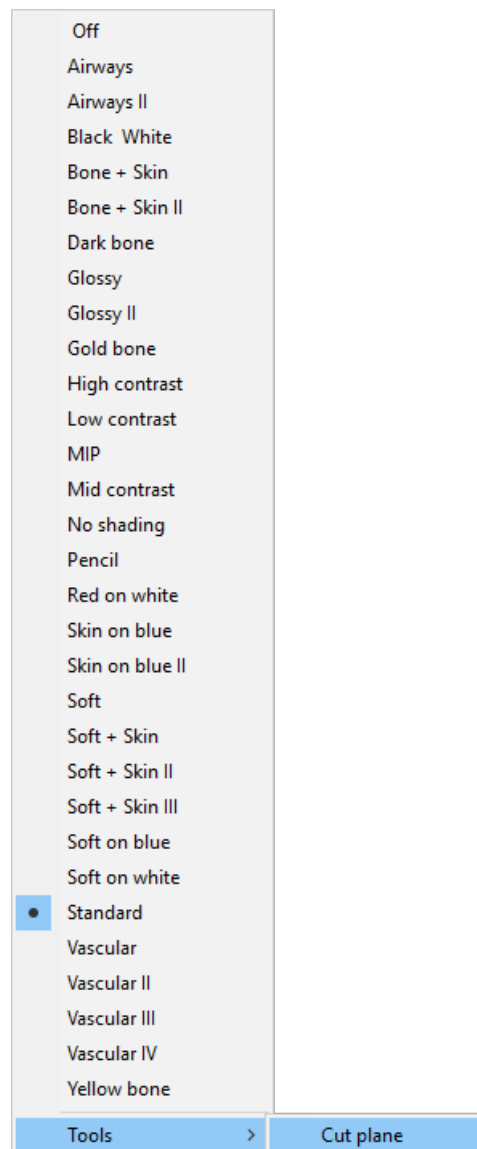 Off
Airways
Airways II
Black  White
Bone + Skin
Bone + Skin II
Dark bone
Glossy
Glossy II
Gold bone
High contrast
Low contrast
MIP
Mid contrast
No shading
Pencil
Red on white
Skin on blue
Skin on blue II
Soft
Soft + Skin
Soft + Skin II
Soft + Skin III
Soft on blue
Soft on white
Standard
Vascular
Vascular II
Vascular III
Vascular IV
Yellow bone
Tools > Cut plane